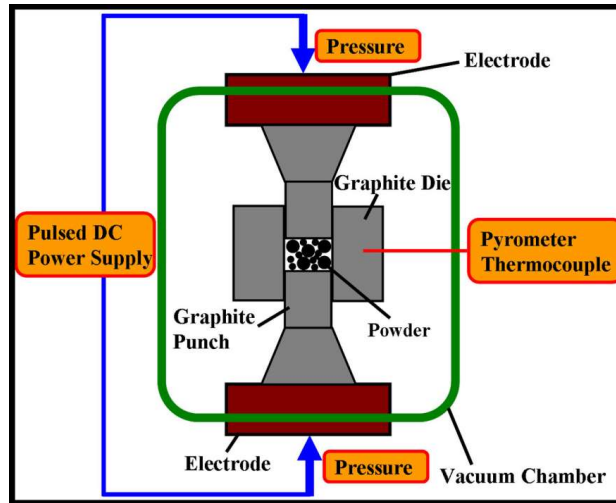 Pressure
Electrode
Graphite Die
Pulsed DC
Power Supply
Pyrometer
Thermocouple
Graphite
Punch
Powder
Electrode
Pressure
Vacuum Chamber